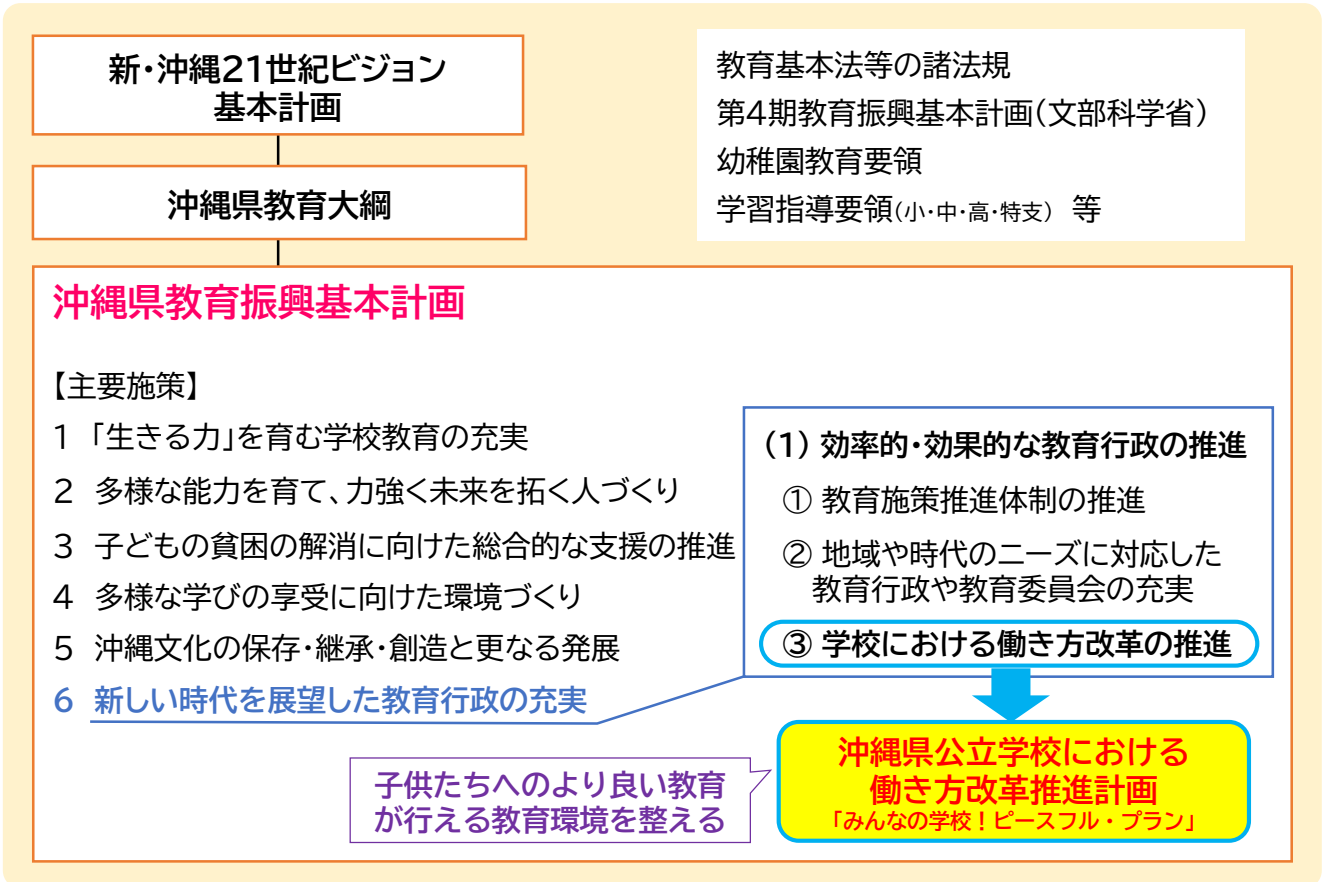 新・沖縄21世紀ビジョン
基本計画
沖縄県教育大綱
教育基本法等の諸法規
第4期教育振興基本計画(文部科学省)
幼稚園教育要領
学習指導要領(小・中・高・特支) 等
沖縄県教育振興基本計画
【主要施策】
1 「生きる力」を育む学校教育の充実
2 多様な能力を育て、力強く未来を拓く人づくり
3 子どもの貧困の解消に向けた総合的な支援の推進
4 多様な学びの享受に向けた環境づくり
5 沖縄文化の保存・継承・創造と更なる発展
6 新しい時代を展望した教育行政の充実
(1) 効率的・効果的な教育行政の推進
① 教育施策推進体制の推進
② 地域や時代のニーズに対応した
教育行政や教育委員会の充実
③ 学校における働き方改革の推進
沖縄県公立学校における
働き方改革推進計画
「みんなの学校!ピースフル・プラン」
子供たちへのより良い教育
が行える教育環境を整える